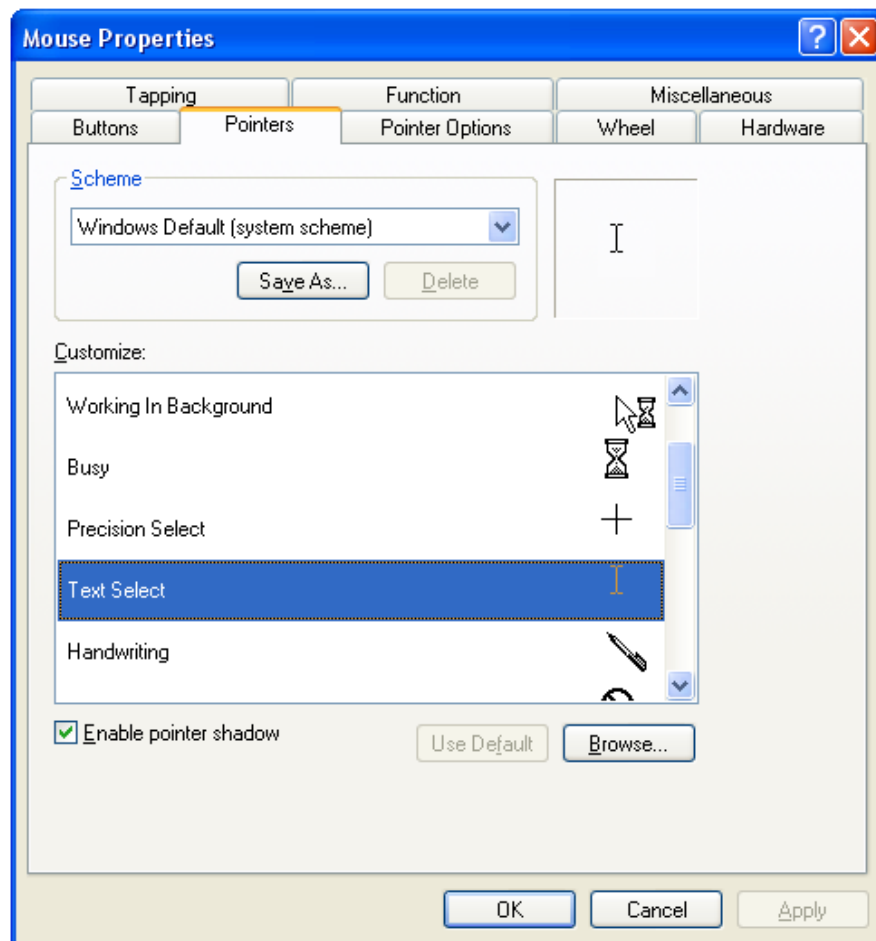 Mouse Properties
Tapping Function Miscellaneous
Buttons Pointers Pointer Options Wheel Hardware
Scheme
Windows Default (system scheme)
Save As... Delete
Customize:
Working In Background
Busy
Precision Select
Text Select
Handwriting
Enable pointer shadow
Use Default Browse...
OK Cancel Apply